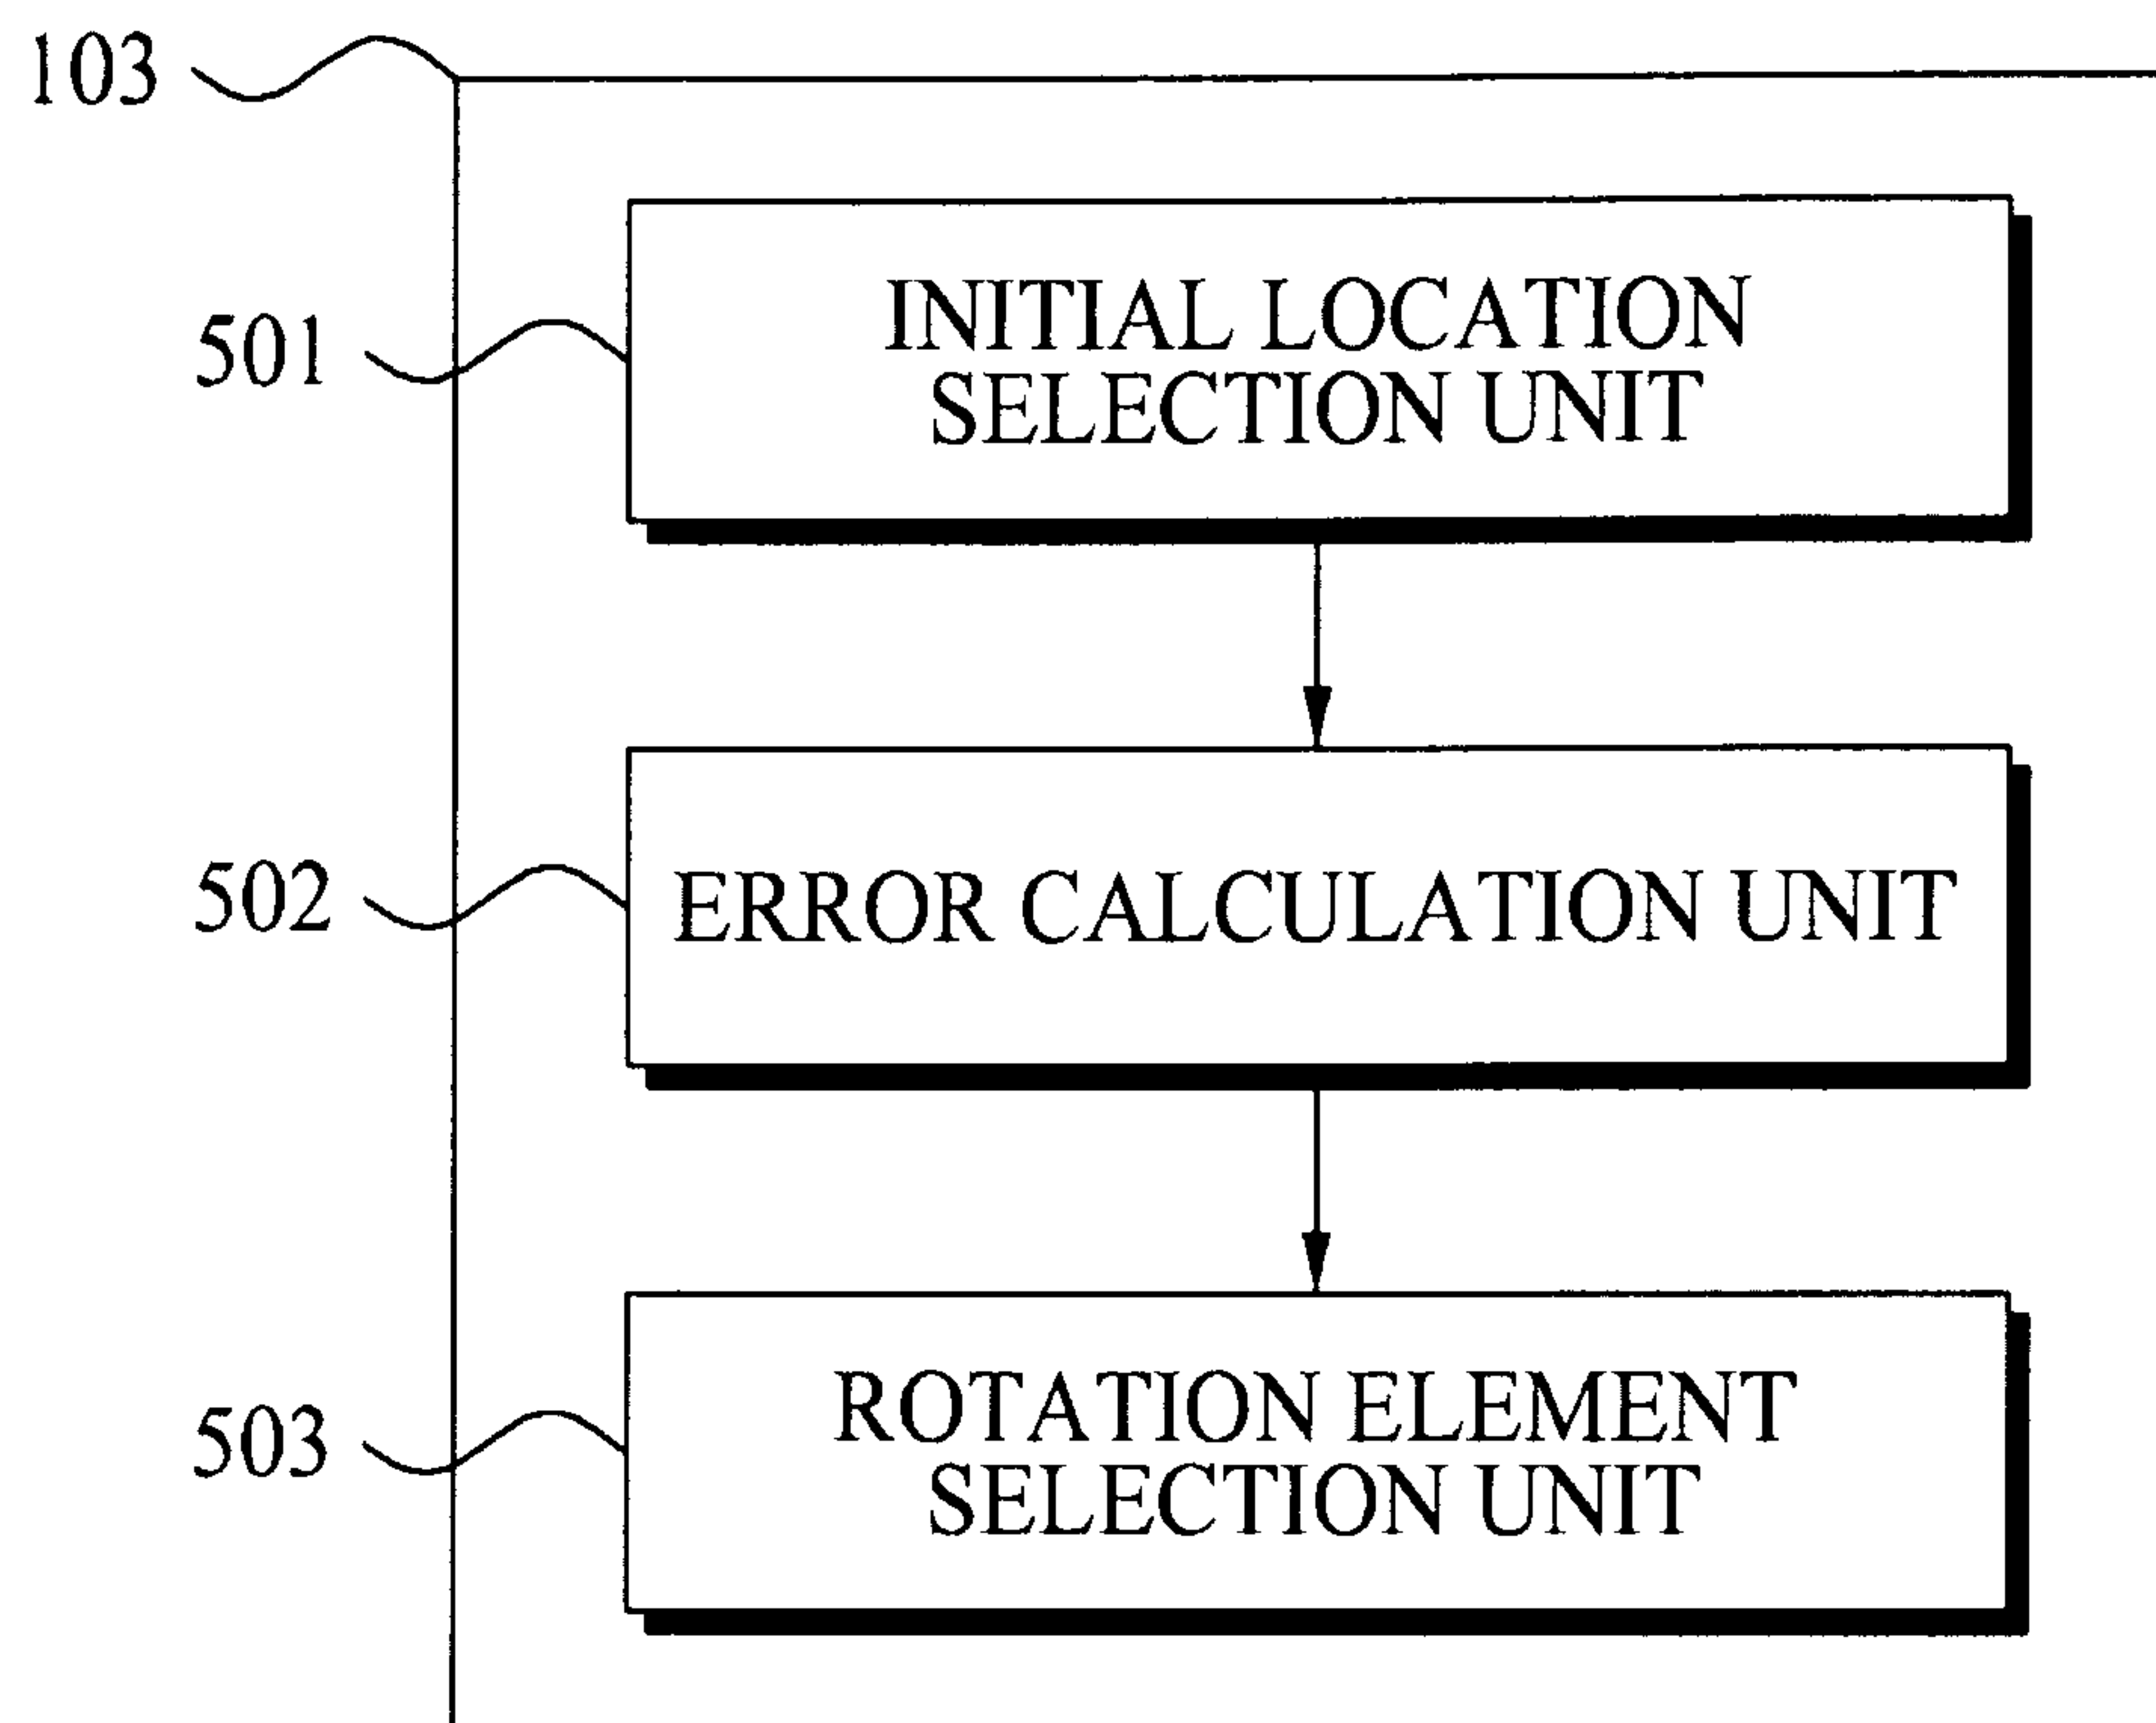 103
501
INITIAL LOCATION
SELECTION UNIT
502
ERROR CALCULATION UNIT
503
ROTATION ELEMENT
SELECTION UNIT